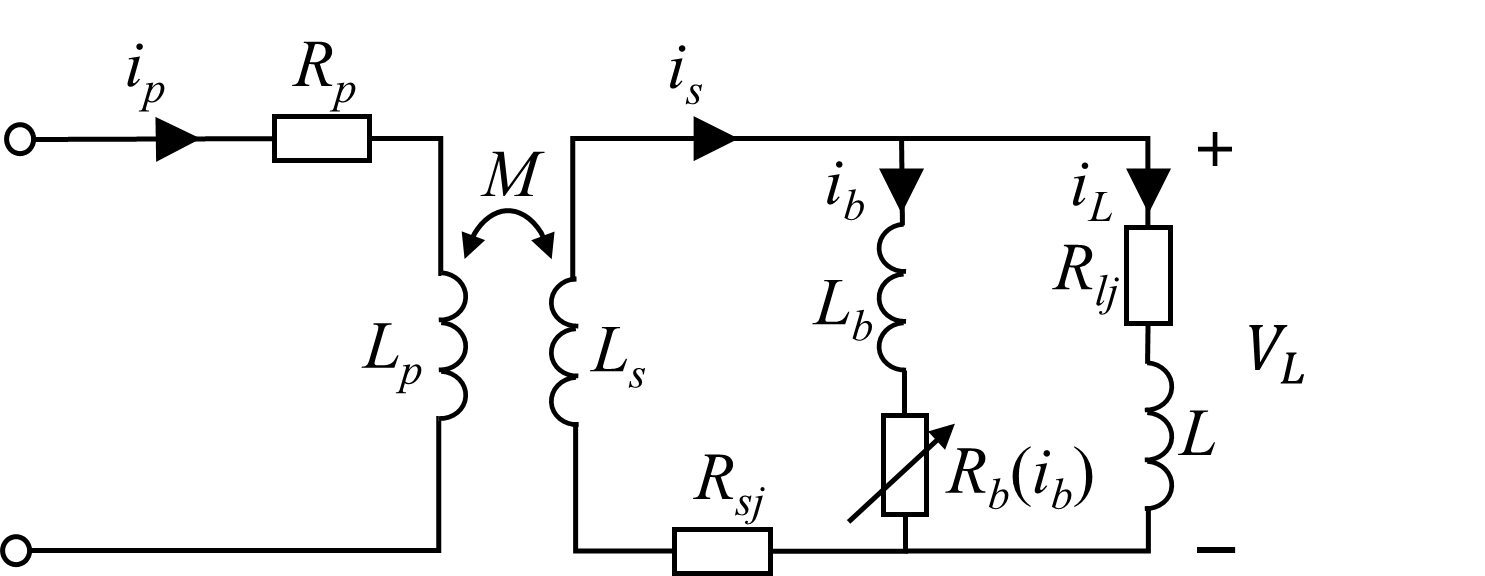 i_p
R_p
i_s
M
i_b
i_L
+
R_lj
L_b
L_p
L_s
V_L
L
R_sj
R_b(i_b)
−